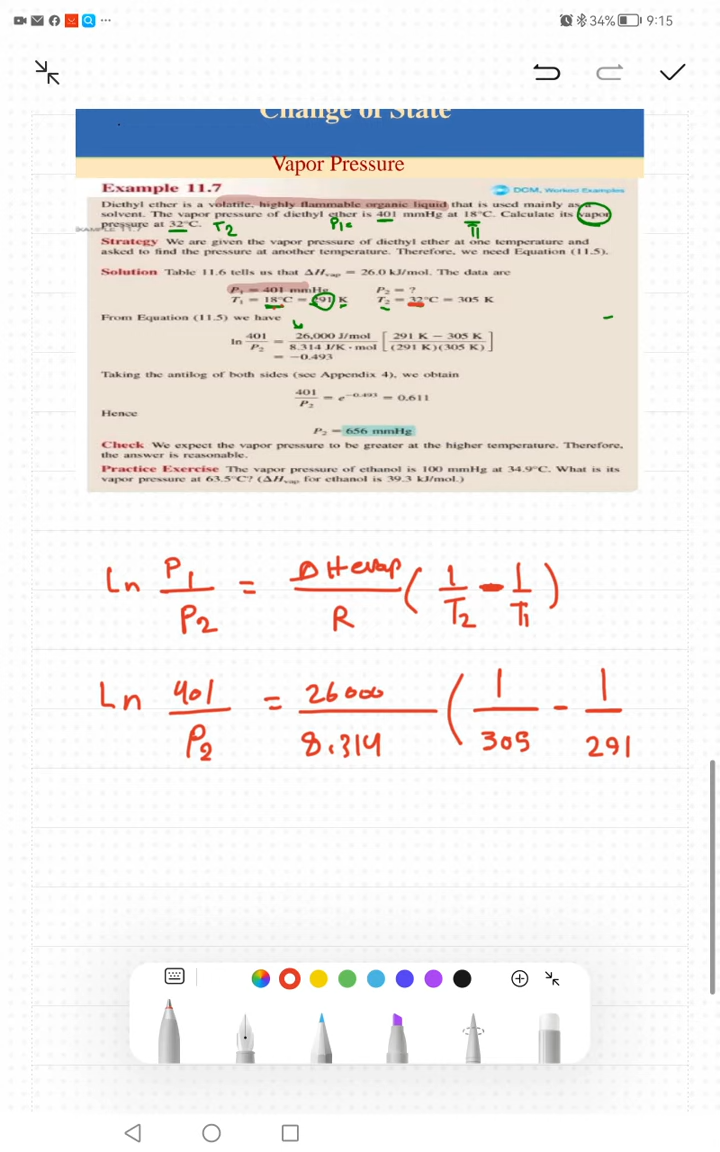 34% 9:15
Change of State
Vapor Pressure
Example 11.7
DCM, Worked Examples
Diethyl ether is a volatile, highly flammable organic liquid that is used mainly as a
solvent. The vapor pressure of diethyl ether is 401 mmHg at 18°C. Calculate its vapor
pressure at 32°C. T2 P1 T1
Strategy We are given the vapor pressure of diethyl ether at one temperature and
asked to find the pressure at another temperature. Therefore, we need Equation (11.5).
Solution Table 11.6 tells us that ΔHvap = 26.0 kJ/mol. The data are
P1 = 401 mmHg P2 = ?
T1 = 18°C = 291 K T2 = 32°C = 305 K
From Equation (11.5) we have
ln 401/P2 = 26,000 J/mol / 8.314 J/K · mol [291 K − 305 K / (291 K)(305 K)]
= −0.493
Taking the antilog of both sides (see Appendix 4), we obtain
401/P2 = e−0.493 = 0.611
Hence
P2 = 656 mmHg
Check We expect the vapor pressure to be greater at the higher temperature. Therefore,
the answer is reasonable.
Practice Exercise The vapor pressure of ethanol is 100 mmHg at 34.9°C. What is its
vapor pressure at 63.5°C? (ΔHvap for ethanol is 39.3 kJ/mol.)
Ln P1/P2 = ΔHevap/R (1/T2 - 1/T1)
Ln 401/P2 = 26000/8.314 (1/305 - 1/291